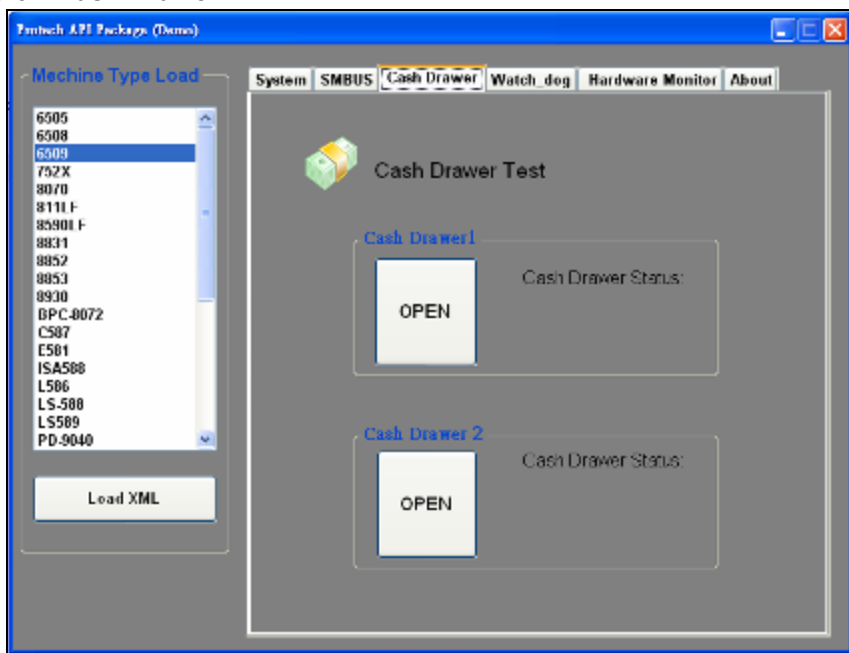 Protech API Package (Demo)
Mechine Type Load
6505
6508
6509
752X
8070
811LF
8590LF
8831
8852
8853
8930
BPC-8072
C587
E581
ISA588
L586
LS-588
LS589
PD-9040
Load XML
System SMBUS Cash Drawer Watch_dog Hardware Monitor About
Cash Drawer Test
Cash Drawer1
OPEN
Cash Drawer Status:
Cash Drawer 2
OPEN
Cash Drawer Status: